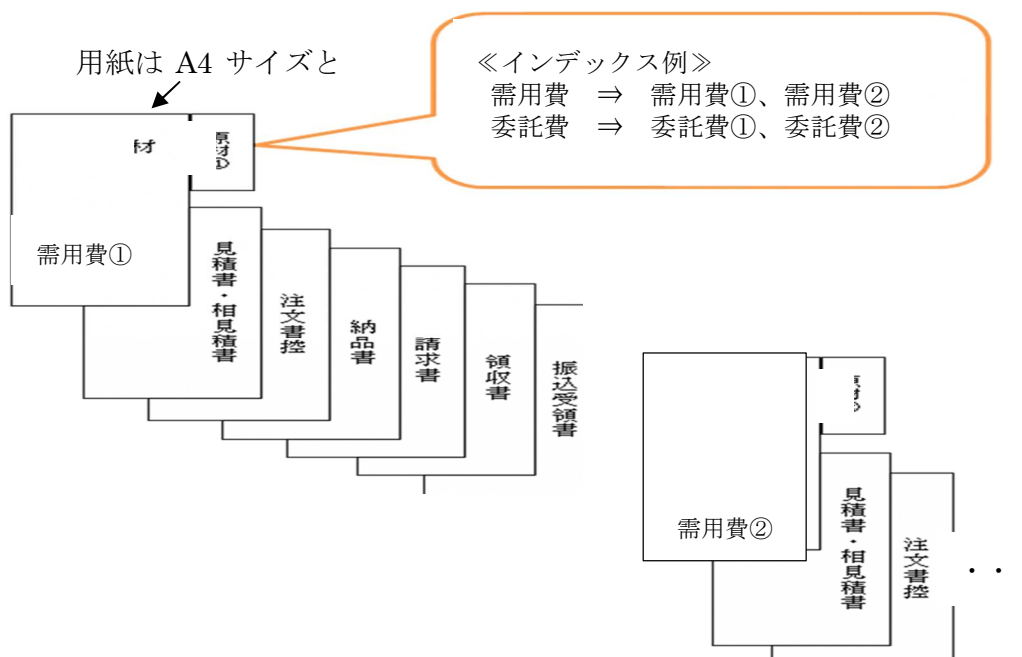 用紙は A4 サイズと
≪インデックス例≫
需用費 ⇒ 需用費①、需用費②
委託費 ⇒ 委託費①、委託費②
材
需用費①
見積書・相見積書
注文書控
納品書
請求書
領収書
振込受領書
需用費②
見積書・相見積書
注文書控
・・